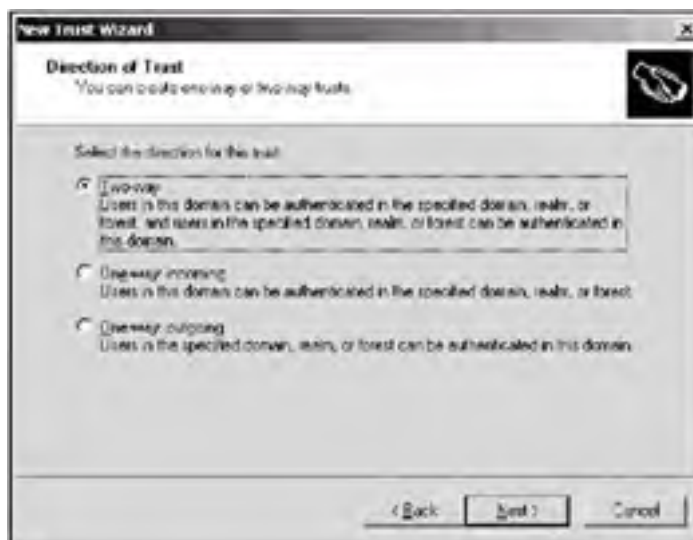 New Trust Wizard
Direction of Trust
You can create one-way or two-way trusts.
Select the direction for this trust:
Two-way
Users in this domain can be authenticated in the specified domain, realm, or
forest, and users in the specified domain, realm, or forest can be authenticated in
this domain.
One-way: incoming
Users in this domain can be authenticated in the specified domain, realm, or forest.
One-way: outgoing
Users in the specified domain, realm, or forest can be authenticated in this domain.
< Back
Next >
Cancel